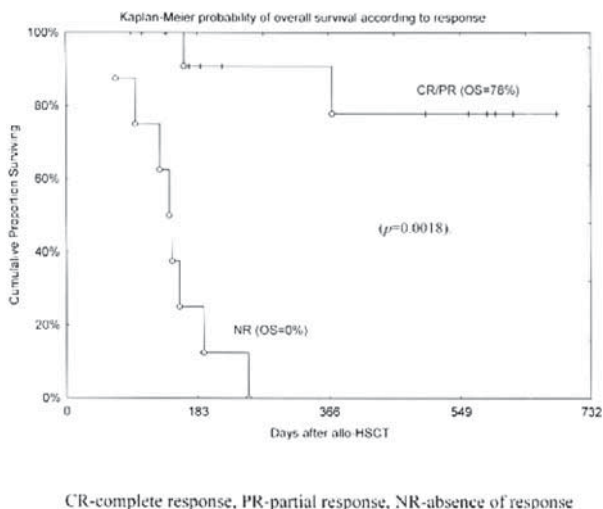 Kaplan-Meier probability of overall survival according to response
100%
80%
60%
40%
20%
0%
Cumulative Proportion Surviving
CR/PR (OS=78%)
(p=0.0018).
NR (OS=0%)
0 183 366 549 732
Days after allo-HSCT
CR-complete response, PR-partial response, NR-absence of response